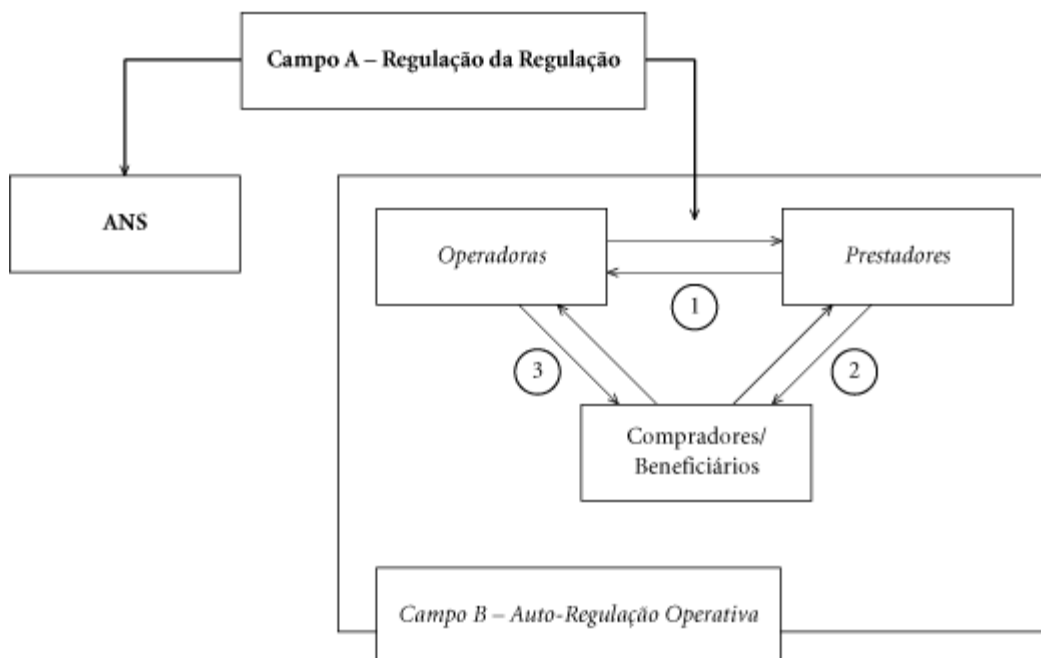 Campo A – Regulação da Regulação
ANS
Operadoras
Prestadores
1
3
2
Compradores/
Beneficiários
Campo B – Auto-Regulação Operativa